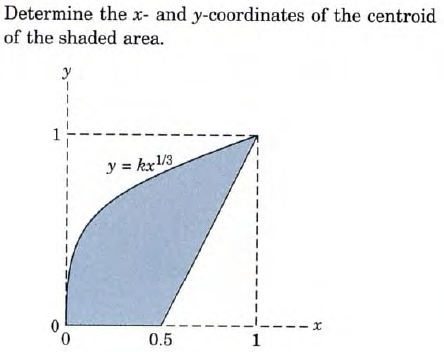 Determine the x- and y-coordinates of the centroid
of the shaded area.
y
1
y = kx^{1/3}
0
x
0
0.5
1